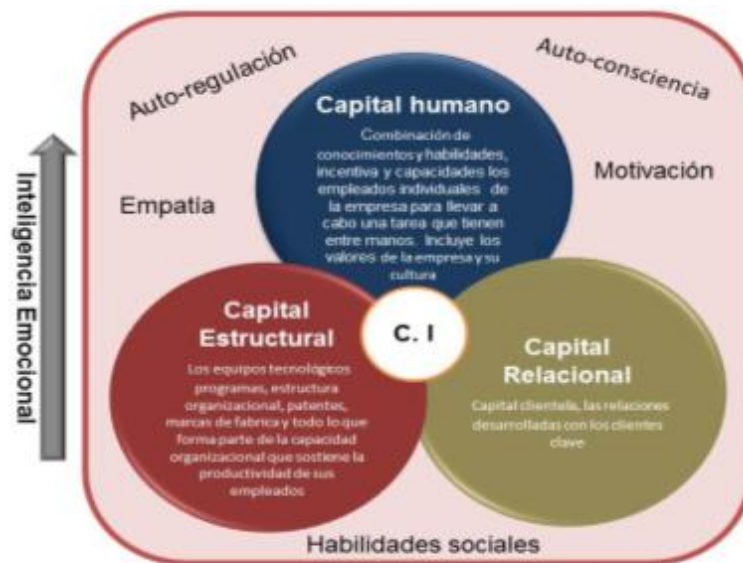 Auto-regulación
Auto-consciencia
Capital humano
Combinación de
conocimientos y habilidades,
incentiva y capacidades los
empleados individuales de
la empresa para llevar a
cabo una tarea que tienen
entre manos. Incluye los
valores de la empresa y su
cultura
Motivación
Empatia
Inteligencia Emocional
Capital
Estructural
Los equipos tecnológicos
programas, estructura
organizacional, patentes,
marcas de fabrica y todo lo que
forma parte de la capacidad
organizacional que sostiene la
productividad de sus
empleados
C. I
Capital
Relacional
Capital clientela, las relaciones
desarrolladas con los clientes
clave
Habilidades sociales